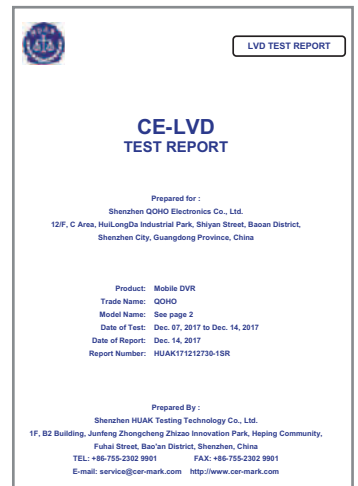 LVD TEST REPORT
CE-LVD
TEST REPORT
Prepared for :
Shenzhen QOHO Electronics Co., Ltd.
12/F, C Area, HuiLongDa Industrial Park, Shiyan Street, Baoan District,
Shenzhen City, Guangdong Province, China
Product: Mobile DVR
Trade Name: QOHO
Model Name: See page 2
Date of Test: Dec. 07, 2017 to Dec. 14, 2017
Date of Report: Dec. 14, 2017
Report Number: HUAK171212730-1SR
Prepared By :
Shenzhen HUAK Testing Technology Co., Ltd.
1F, B2 Building, Junfeng Zhongcheng Zhizao Innovation Park, Heping Community,
Fuhai Street, Bao'an District, Shenzhen, China
TEL: +86-755-2302 9901 FAX: +86-755-2302 9901
E-mail: service@cer-mark.com http://www.cer-mark.com